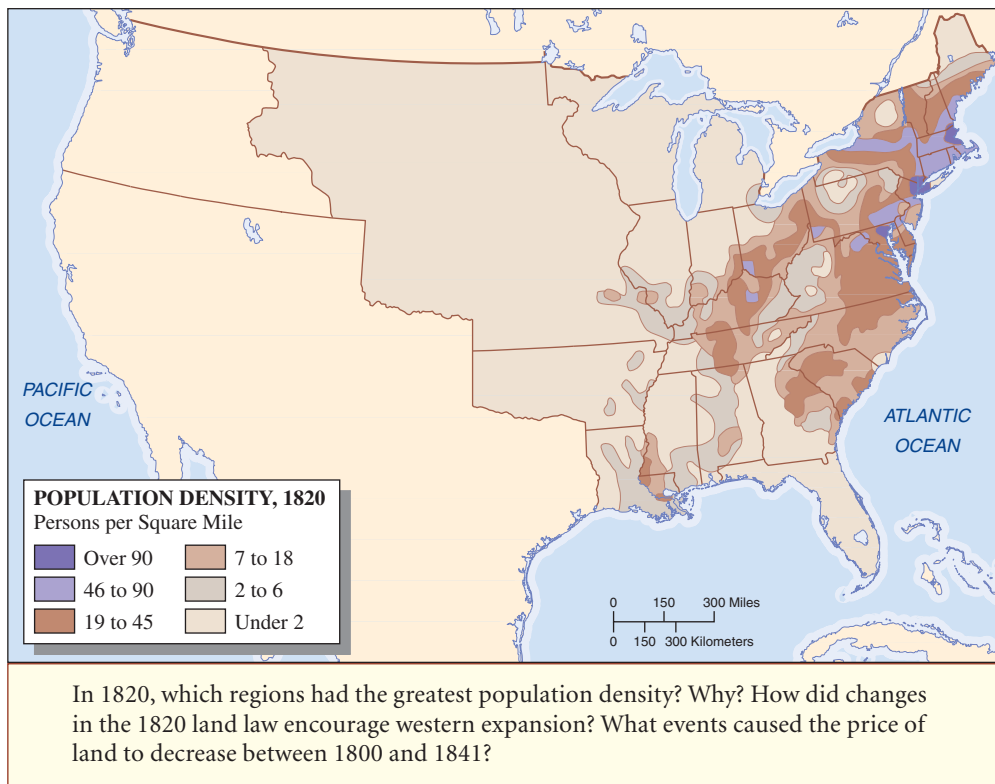 PACIFIC
OCEAN
ATLANTIC
OCEAN
POPULATION DENSITY, 1820
Persons per Square Mile
Over 90
46 to 90
19 to 45
7 to 18
2 to 6
Under 2
0 150 300 Miles
0 150 300 Kilometers
In 1820, which regions had the greatest population density? Why? How did changes
in the 1820 land law encourage western expansion? What events caused the price of
land to decrease between 1800 and 1841?